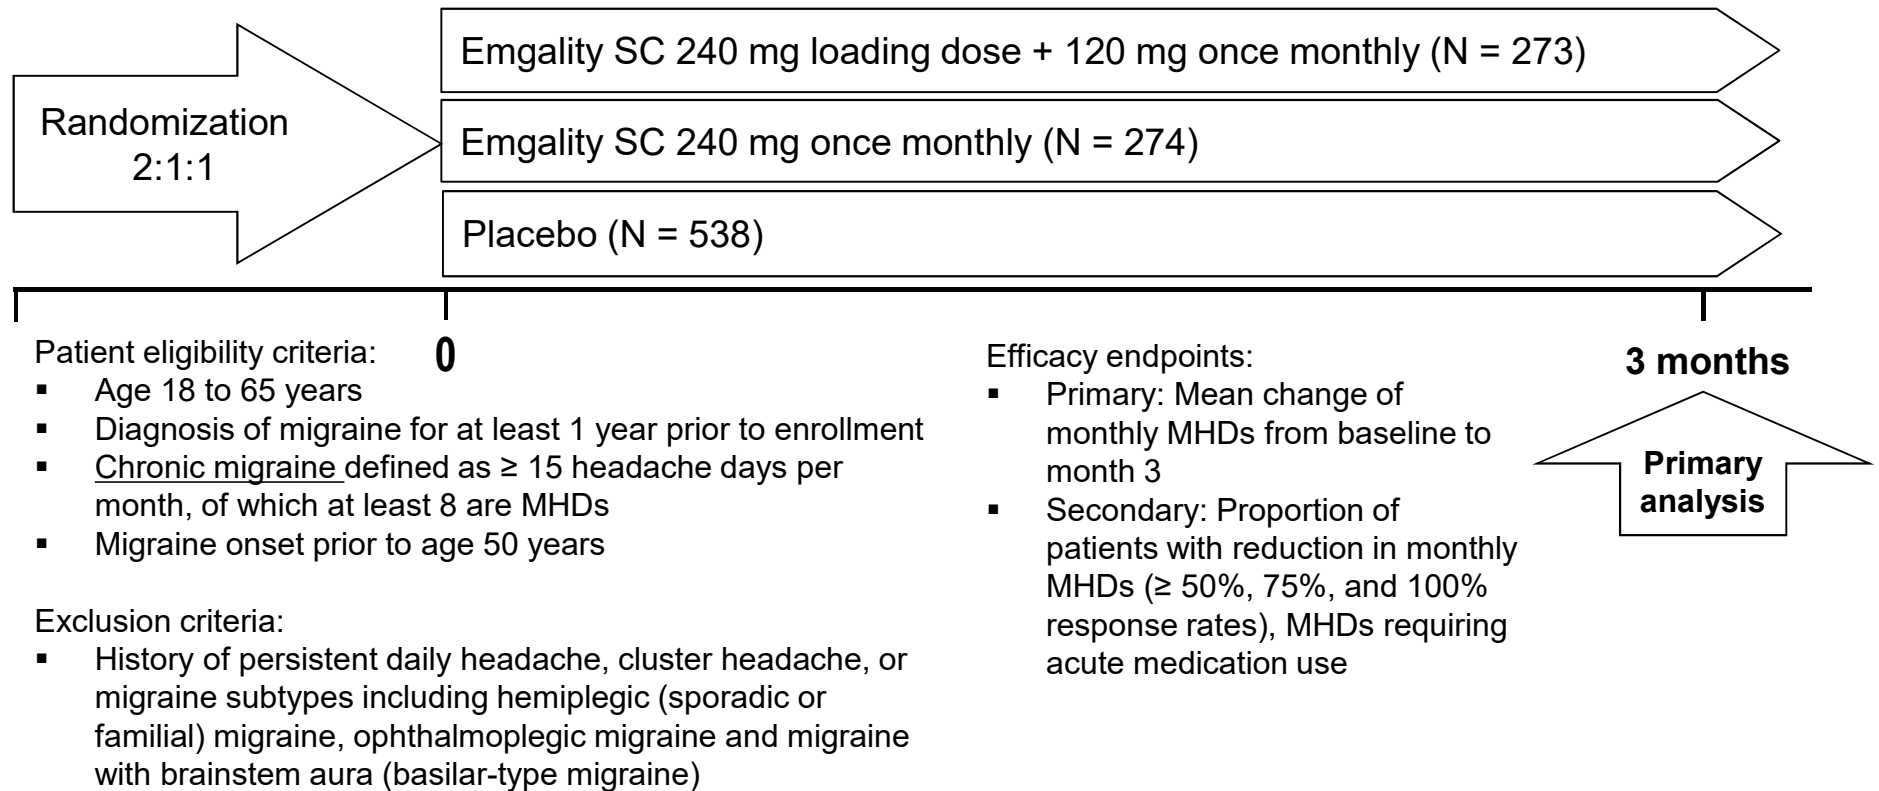 Randomization
2:1:1
Emgality SC 240 mg loading dose + 120 mg once monthly (N = 273)
Emgality SC 240 mg once monthly (N = 274)
Placebo (N = 538)
0
3 months
Primary
analysis
Patient eligibility criteria:
▪ Age 18 to 65 years
▪ Diagnosis of migraine for at least 1 year prior to enrollment
▪ Chronic migraine defined as ≥ 15 headache days per
month, of which at least 8 are MHDs
▪ Migraine onset prior to age 50 years
Exclusion criteria:
▪ History of persistent daily headache, cluster headache, or
migraine subtypes including hemiplegic (sporadic or
familial) migraine, ophthalmoplegic migraine and migraine
with brainstem aura (basilar-type migraine)
Efficacy endpoints:
▪ Primary: Mean change of
monthly MHDs from baseline to
month 3
▪ Secondary: Proportion of
patients with reduction in monthly
MHDs (≥ 50%, 75%, and 100%
response rates), MHDs requiring
acute medication use